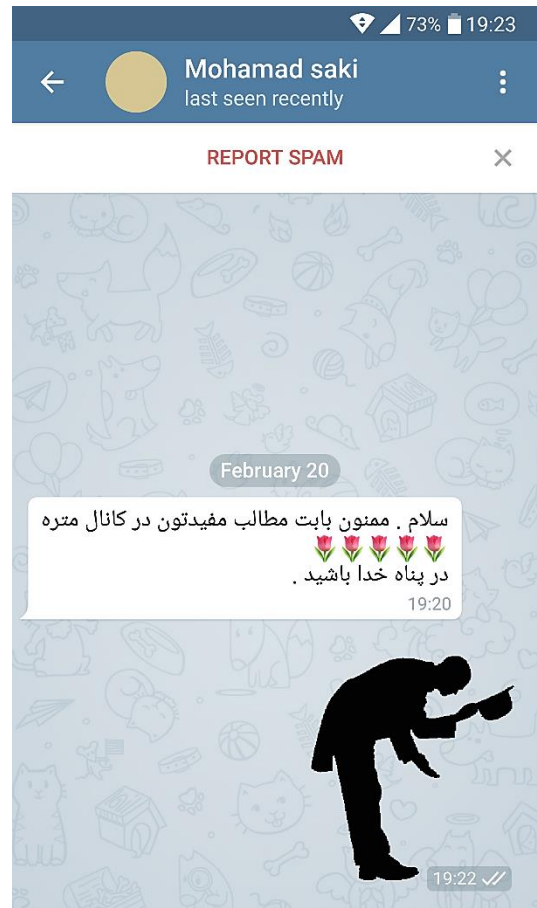 73% 19:23
Mohamad saki
last seen recently
REPORT SPAM
February 20
سلام . ممنون بابت مطالب مفیدتون در کانال متره
🌷🌷🌷🌷🌷
در پناه خدا باشید .
19:20
19:22